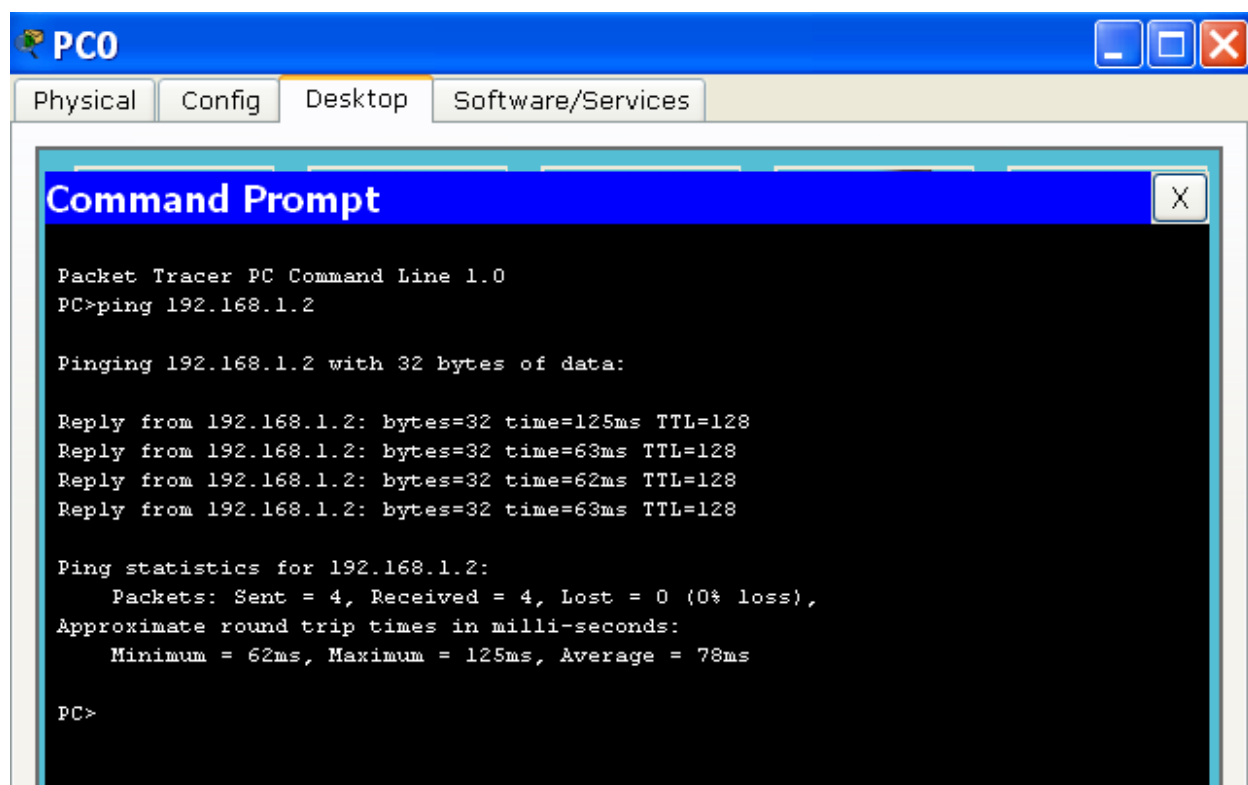 PC0
Physical Config Desktop Software/Services
Command Prompt X
Packet Tracer PC Command Line 1.0
PC>ping 192.168.1.2
Pinging 192.168.1.2 with 32 bytes of data:
Reply from 192.168.1.2: bytes=32 time=125ms TTL=128
Reply from 192.168.1.2: bytes=32 time=63ms TTL=128
Reply from 192.168.1.2: bytes=32 time=62ms TTL=128
Reply from 192.168.1.2: bytes=32 time=63ms TTL=128
Ping statistics for 192.168.1.2:
Packets: Sent = 4, Received = 4, Lost = 0 (0% loss),
Approximate round trip times in milli-seconds:
Minimum = 62ms, Maximum = 125ms, Average = 78ms
PC>